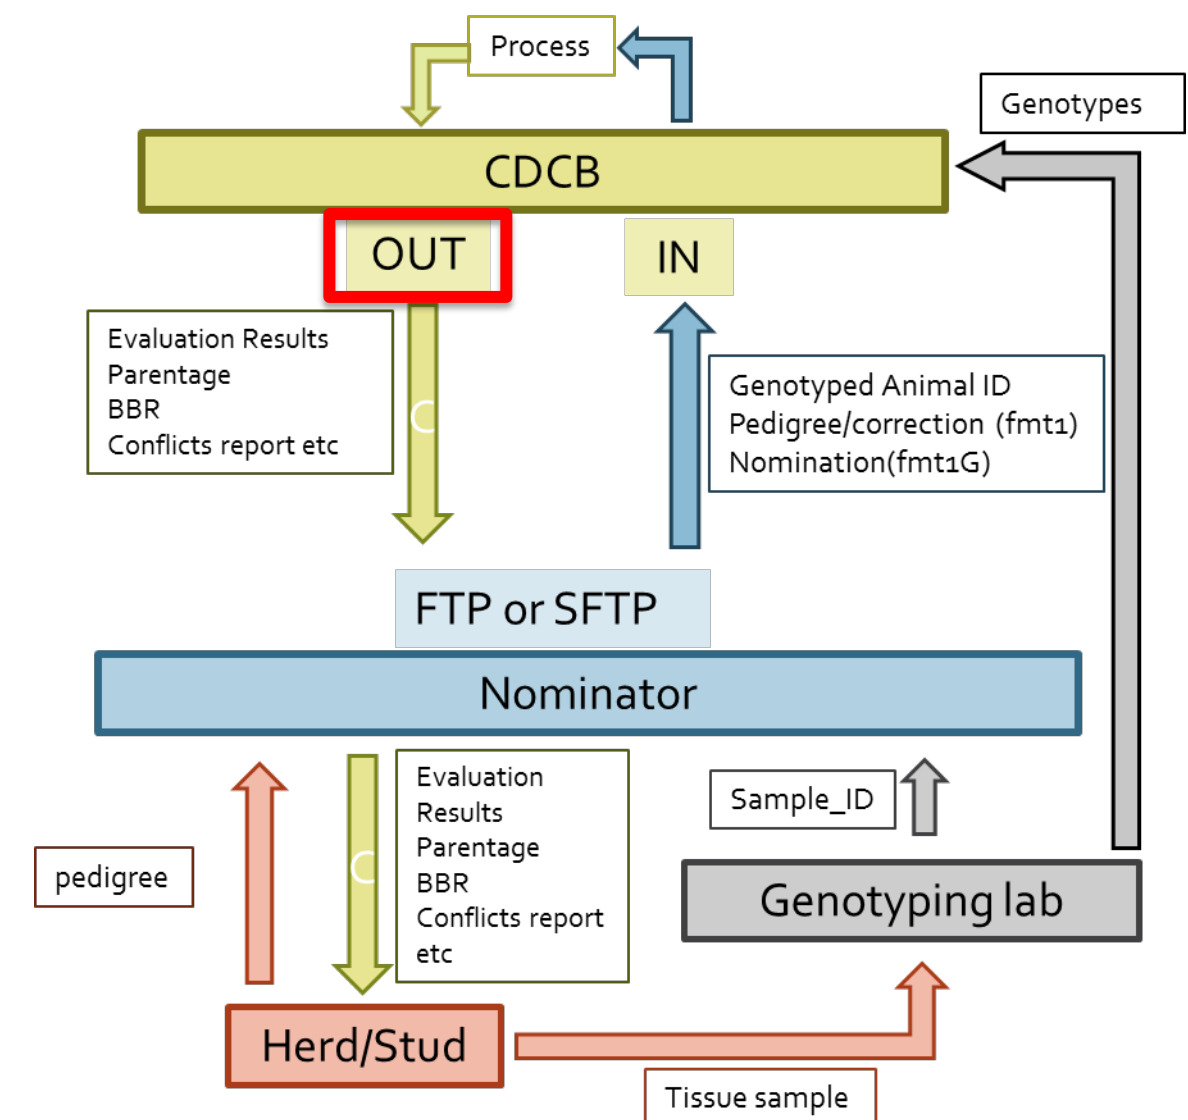 Process
Genotypes
CDCB
OUT
IN
Evaluation Results
Parentage
BBR
Conflicts report etc
C
Genotyped Animal ID
Pedigree/correction (fmt1)
Nomination(fmt1G)
FTP or SFTP
Nominator
Evaluation
Results
Parentage
BBR
Conflicts report
etc
C
Sample_ID
pedigree
Genotyping lab
Herd/Stud
Tissue sample